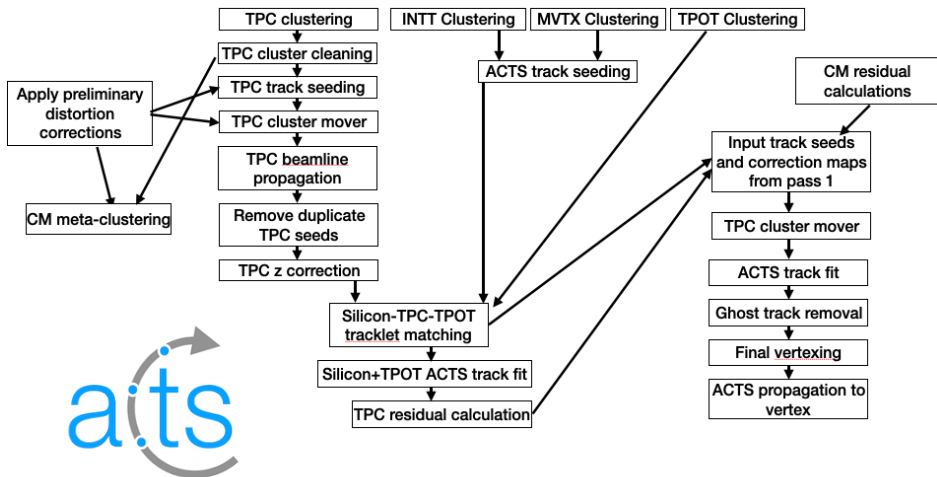 TPC clustering
TPC cluster cleaning
TPC track seeding
TPC cluster mover
TPC beamline
propagation
Remove duplicate
TPC seeds
TPC z correction
Apply preliminary
distortion
corrections
CM meta-clustering
INTT Clustering
MVTX Clustering
TPOT Clustering
ACTS track seeding
Silicon-TPC-TPOT
tracklet matching
Silicon+TPOT ACTS track fit
TPC residual calculation
CM residual
calculations
Input track seeds
and correction maps
from pass 1
TPC cluster mover
ACTS track fit
Ghost track removal
Final vertexing
ACTS propagation to
vertex
a:ts